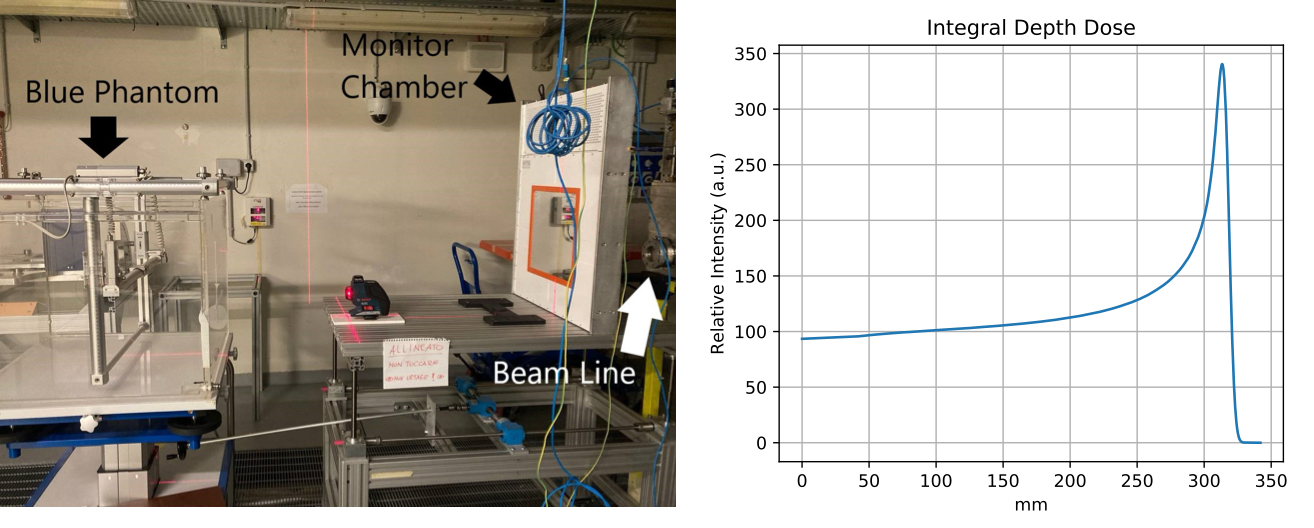 Blue Phantom
Monitor
Chamber
Beam Line
ALLINEATO
NON TOCCARE
Integral Depth Dose
Relative Intensity (a.u.)
350
300
250
200
150
100
50
0
0 50 100 150 200 250 300 350
mm